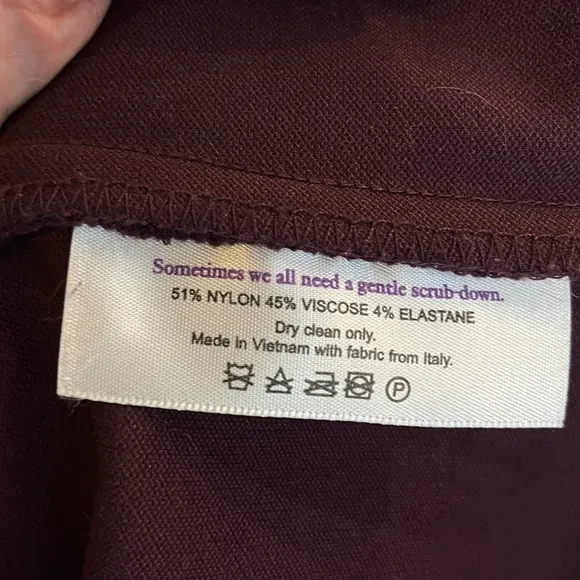 Sometimes we all need a gentle scrub-down.
51% NYLON 45% VISCOSE 4% ELASTANE
Dry clean only.
Made in Vietnam with fabric from Italy.
P